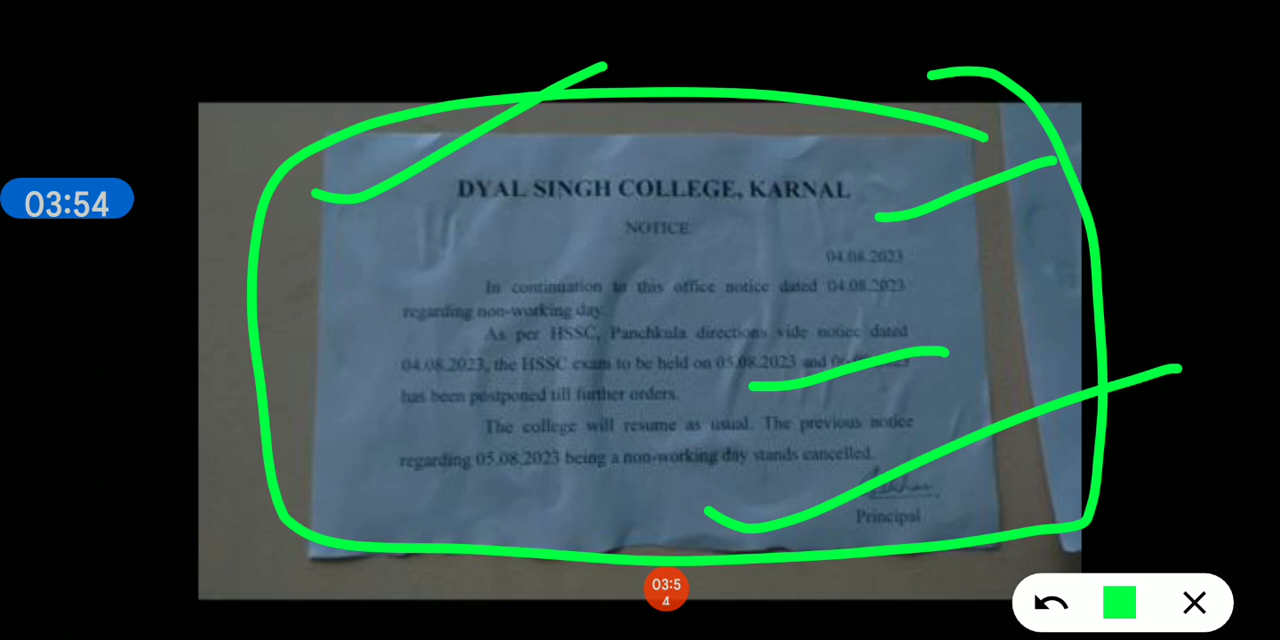 03:54
DYAL SINGH COLLEGE, KARNAL
NOTICE
04.08.2023
In continuation to this office notice dated 04.08.2023
regarding non-working day.
As per HSSC, Panchkula directions vide notice dated
04.08.2023, the HSSC exam to be held on 05.08.2023 and
has been postponed till further orders.
The college will resume as usual. The previous notice
regarding 05.08.2023 being a non-working day stands cancelled.
Principal
03:5
4